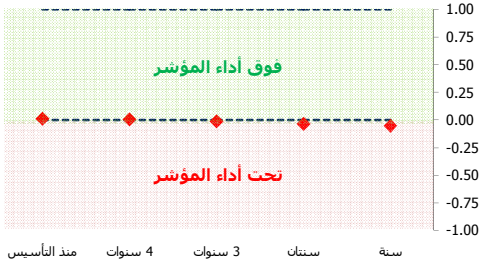 1.00
0.75
فوق أداء المؤشر
0.50
0.25
0.00
-0.25
تحت أداء المؤشر
-0.50
-0.75
-1.00
سنة
سنتان
3 سنوات
4 سنوات
منذ التأسيس